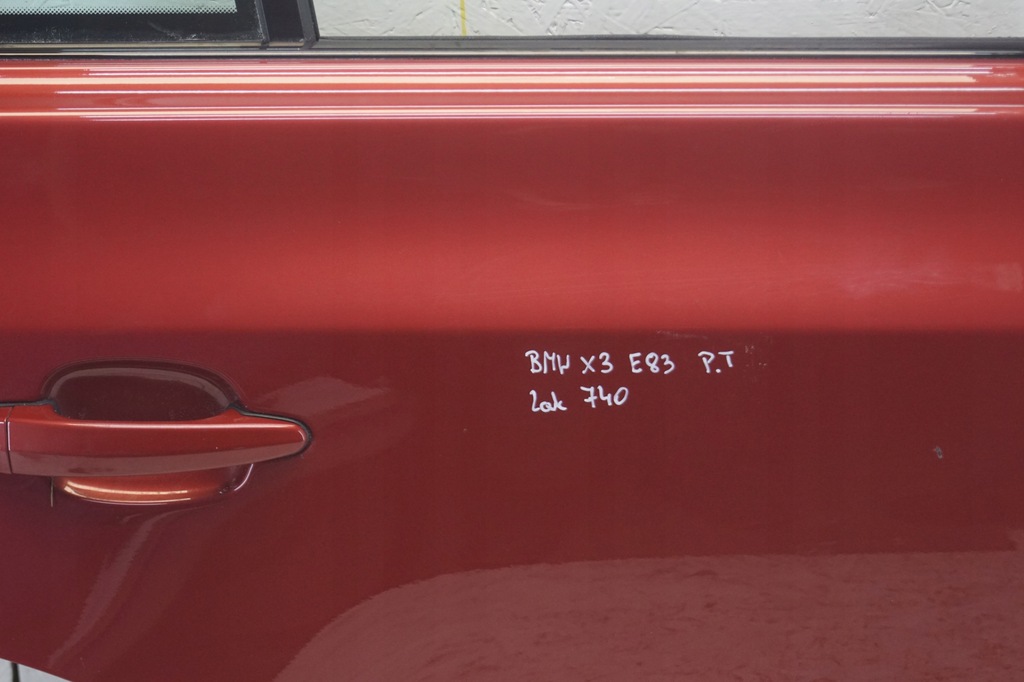 BMW X3 E83 P.T
Lak 740